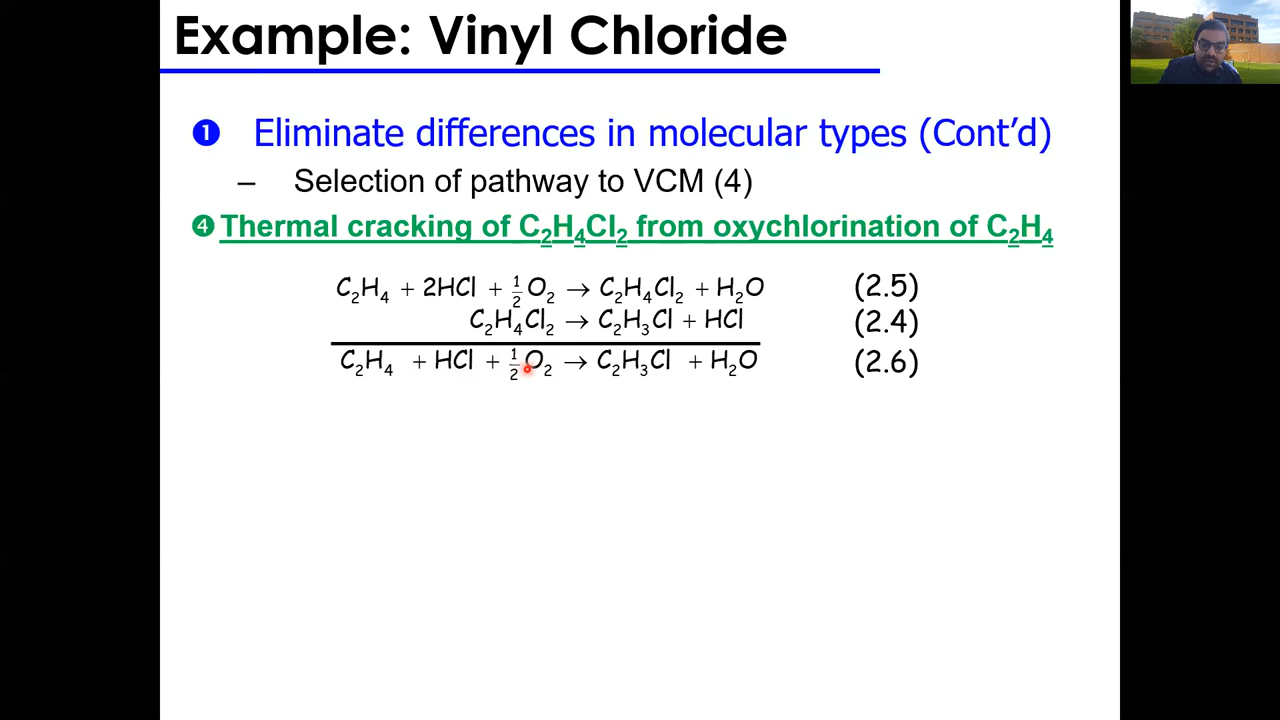 Example: Vinyl Chloride
❶ Eliminate differences in molecular types (Cont’d)
– Selection of pathway to VCM (4)
❹ Thermal cracking of C₂H₄Cl₂ from oxychlorination of C₂H₄
C₂H₄ + 2HCl + ½O₂ → C₂H₄Cl₂ + H₂O (2.5)
C₂H₄Cl₂ → C₂H₃Cl + HCl (2.4)
C₂H₄ + HCl + ½O₂ → C₂H₃Cl + H₂O (2.6)